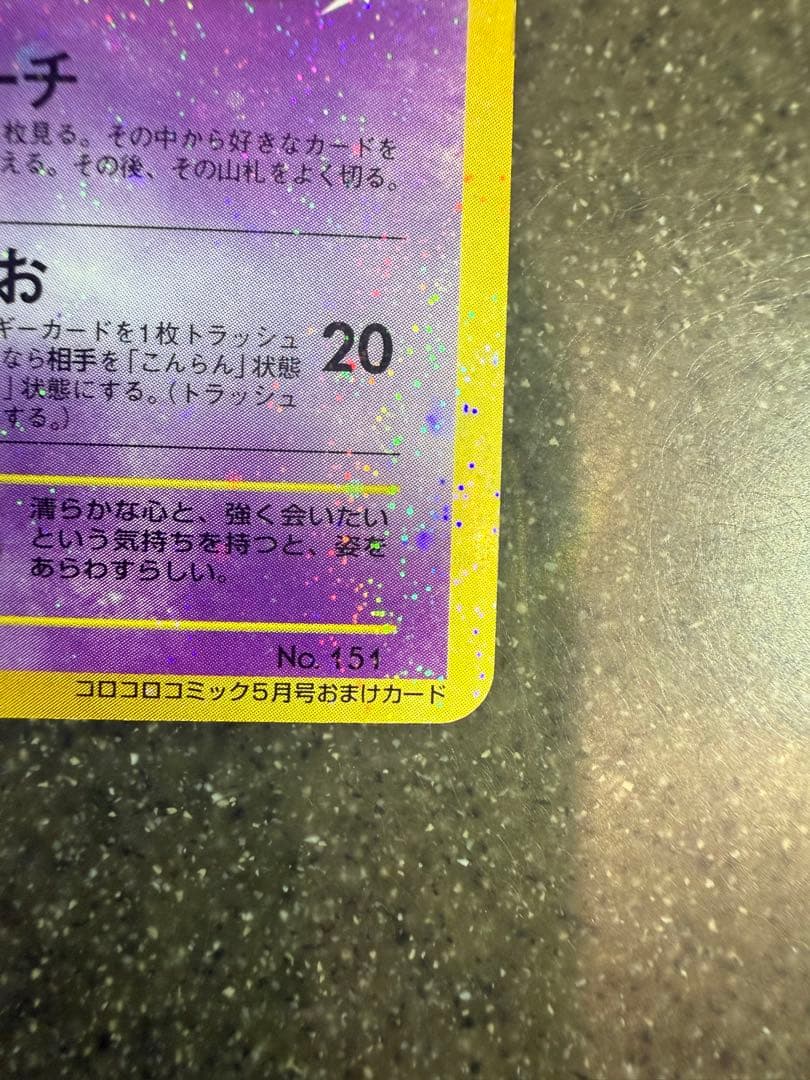 ーチ
枚見る。その中から好きなカードを
える。その後、その山札をよく切る。
お
ギーカードを1枚トラッシュ
なら相手を「こんらん」状態
」状態にする。(トラッシュ
する。)
20
清らかな心と、強く会いたい
という気持ちを持つと、姿を
あらわすらしい。
No. 151
コロコロコミック5月号おまけカード